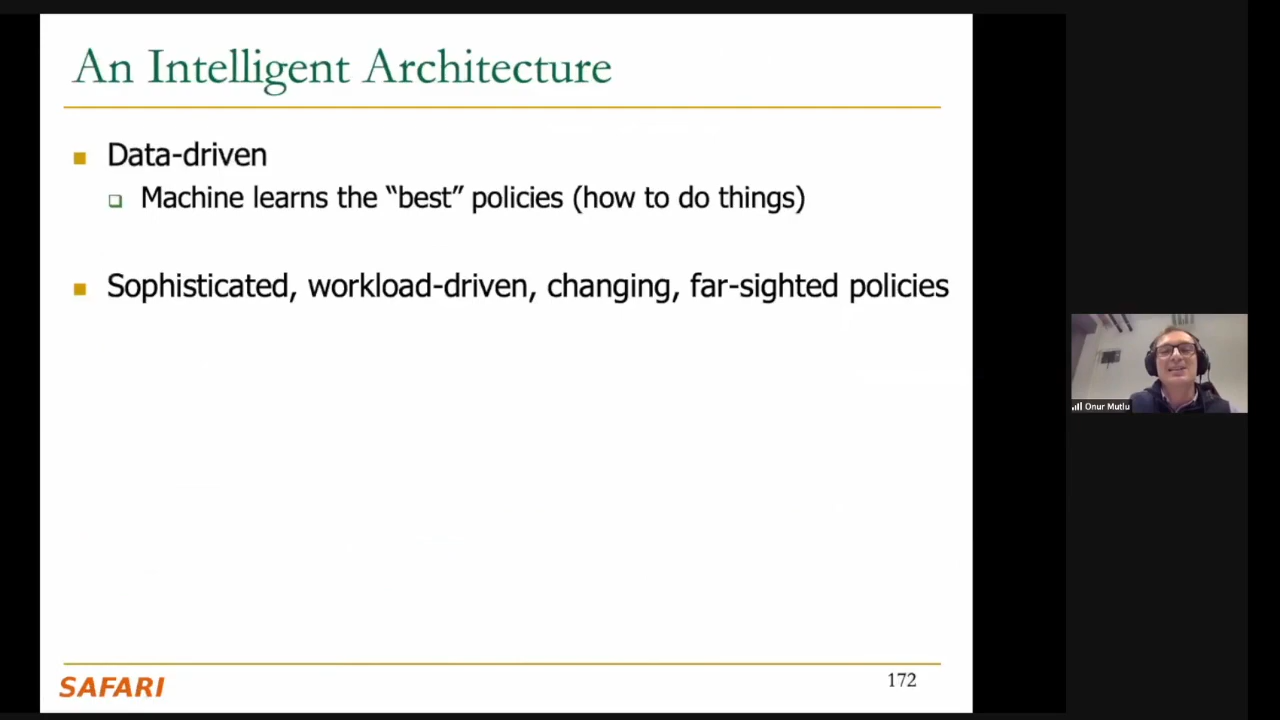 An Intelligent Architecture
Data-driven
Machine learns the “best” policies (how to do things)
Sophisticated, workload-driven, changing, far-sighted policies
Onur Mutlu
SAFARI
172